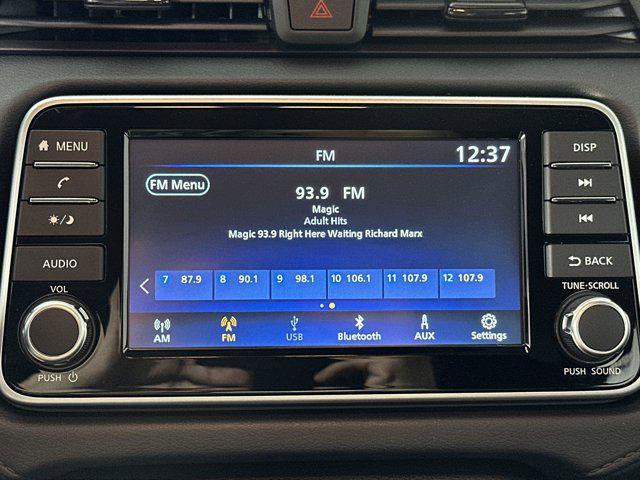 MENU
DISP
FM
12:37
FM Menu
93.9 FM
Magic
Adult Hits
Magic 93.9 Right Here Waiting Richard Marx
AUDIO
BACK
7 87.9
8 90.1
9 98.1
10 106.1
11 107.9
12 107.9
VOL
TUNE·SCROLL
AM
FM
USB
Bluetooth
AUX
Settings
PUSH
PUSH SOUND